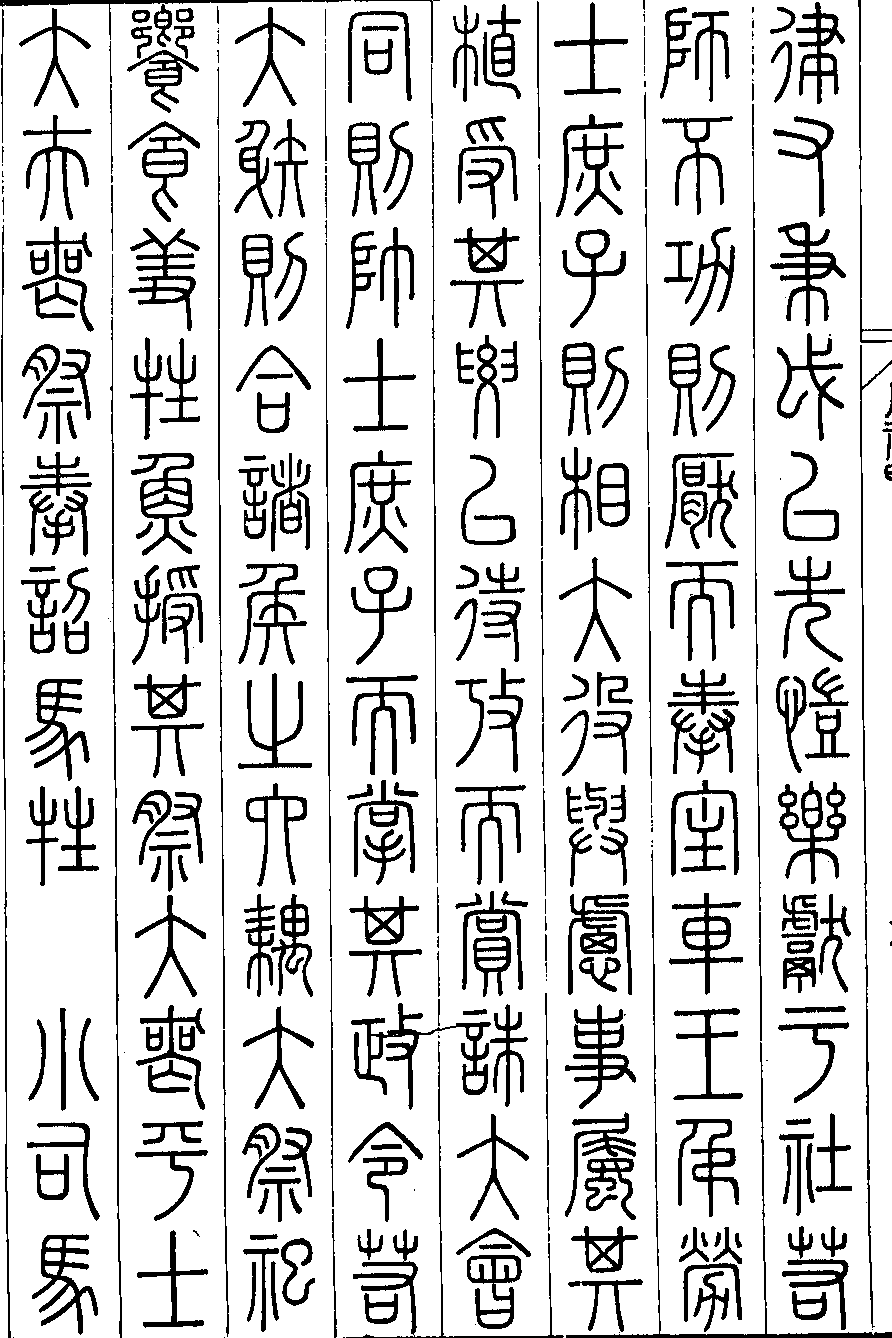 律又秉戉以先愷樂獻于社若
師不功則厭而奉宔車王弔勞
士庶子則相大役與慮事屬其
植受其要以待攷而賞誅大會
同則帥士庶子而掌其政令若
大射則合諸侯之六耦大祭祀
饗食羞牲魚授其祭大喪平士
大夫喪祭奉詔馬牲　小司馬